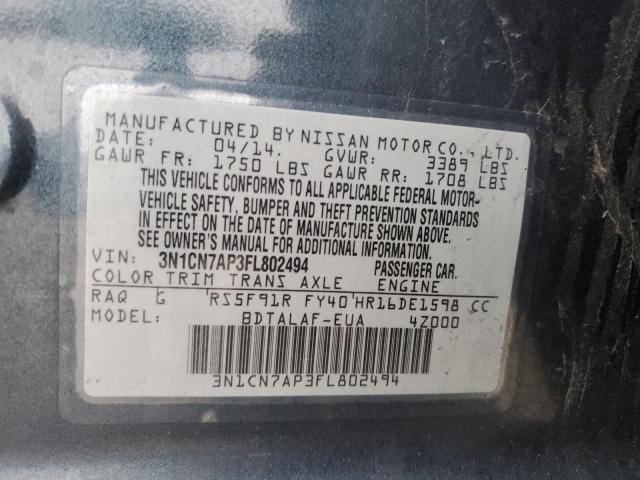 MANUFACTURED BY NISSAN MOTOR CO., LTD.
DATE: 04/14. GVWR: 3389 LBS
GAWR FR: 1750 LBS GAWR RR: 1708 LBS
THIS VEHICLE CONFORMS TO ALL APPLICABLE FEDERAL MOTOR-
VEHICLE SAFETY, BUMPER AND THEFT PREVENTION STANDARDS
IN EFFECT ON THE DATE OF MANUFACTURE SHOWN ABOVE.
SEE OWNER'S MANUAL FOR ADDITIONAL INFORMATION.
VIN: 3N1CN7AP3FL802494 PASSENGER CAR.
COLOR TRIM TRANS AXLE ENGINE
RAQ G RS5F91R FY40 HR16DE1598 CC
MODEL: BDTALAF-EUA 4Z000
3N1CN7AP3FL802494